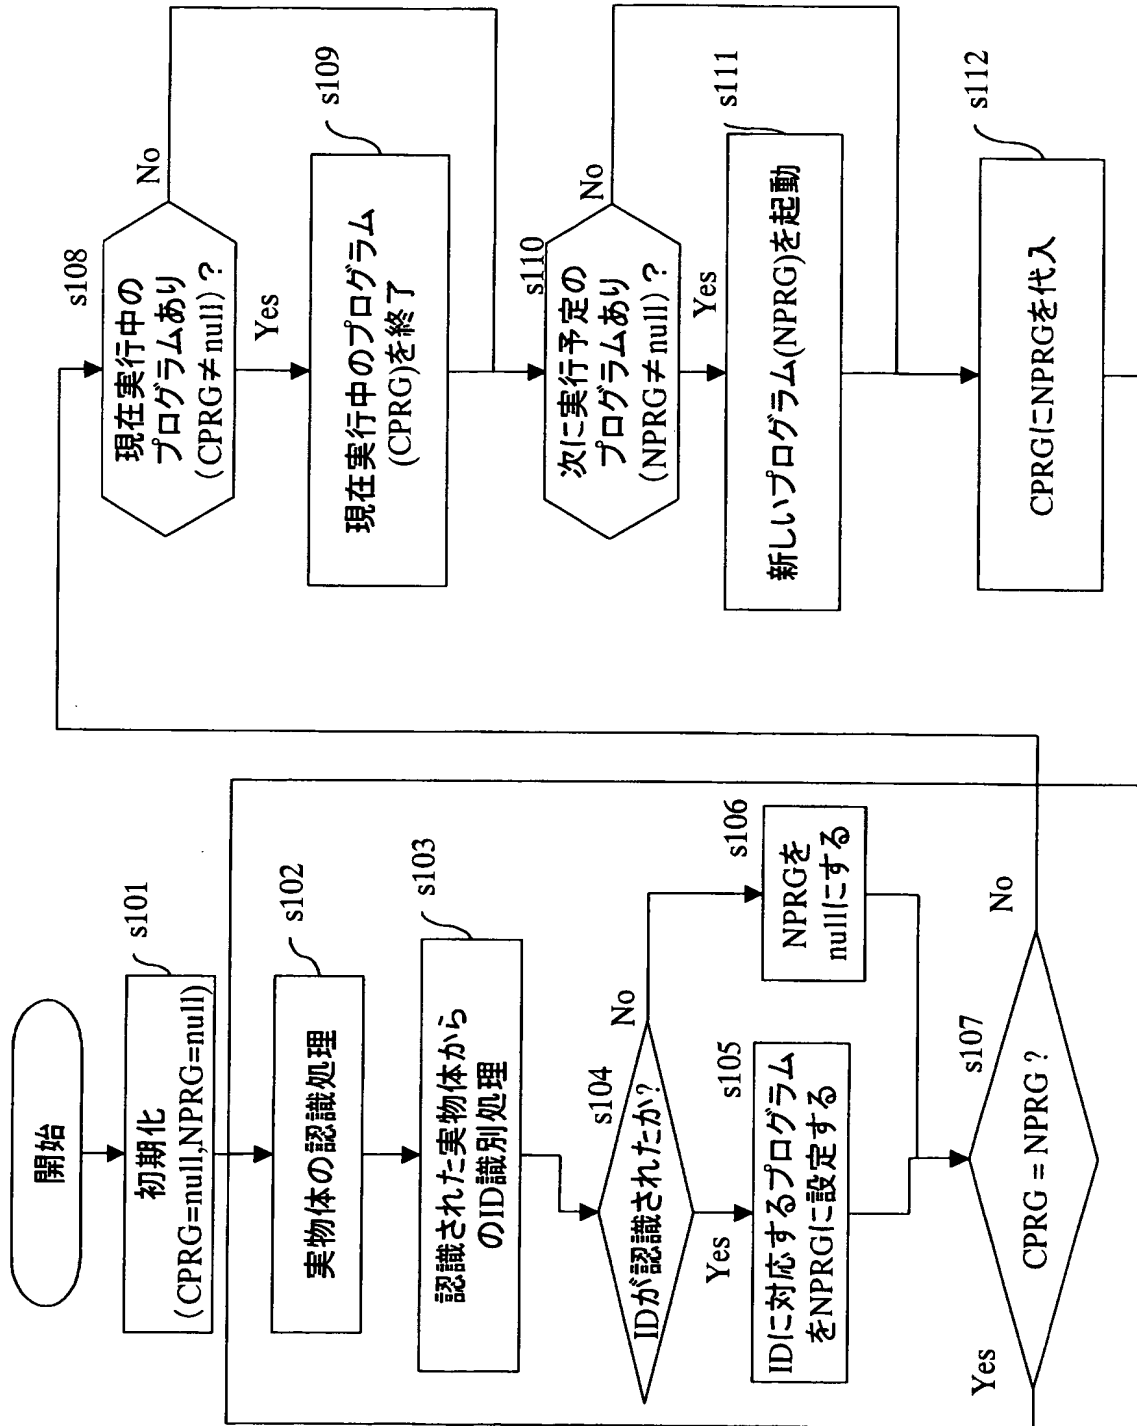 開始
s101
初期化
(CPRG=null,NPRG=null)
s102
実物体の認識処理
s103
認識された実物体から
のID識別処理
s104
IDが認識されたか?
No
Yes
s105
IDに対応するプログラム
をNPRGに設定する
s106
NPRGを
nullにする
s107
CPRG = NPRG ?
Yes
No
s108
現在実行中の
プログラムあり
(CPRG≠null) ?
No
Yes
s109
現在実行中のプログラム
(CPRG)を終了
s110
次に実行予定の
プログラムあり
(NPRG≠null) ?
No
Yes
s111
新しいプログラム(NPRG)を起動
s112
CPRGにNPRGを代入